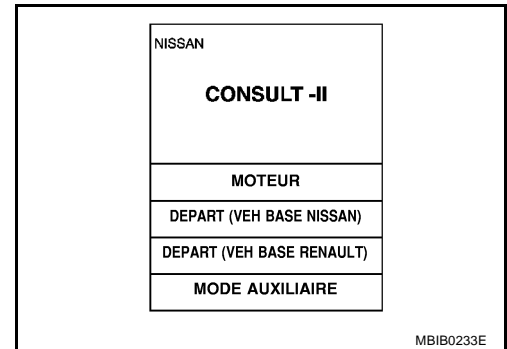 NISSAN
CONSULT -II
MOTEUR
DEPART (VEH BASE NISSAN)
DEPART (VEH BASE RENAULT)
MODE AUXILIAIRE
MBIB0233E